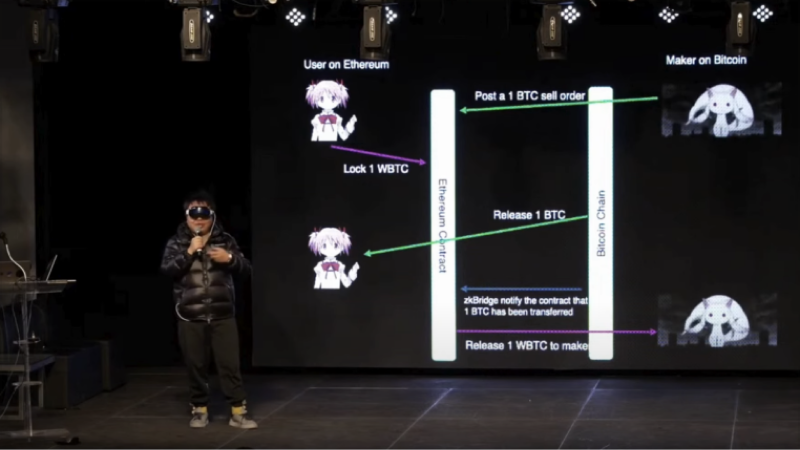 User on Ethereum
Maker on Bitcoin
Post a 1 BTC sell order
Lock 1 WBTC
Ethereum Contract
Bitcoin Chain
Release 1 BTC
zkBridge notify the contract that
1 BTC has been transferred
Release 1 WBTC to make